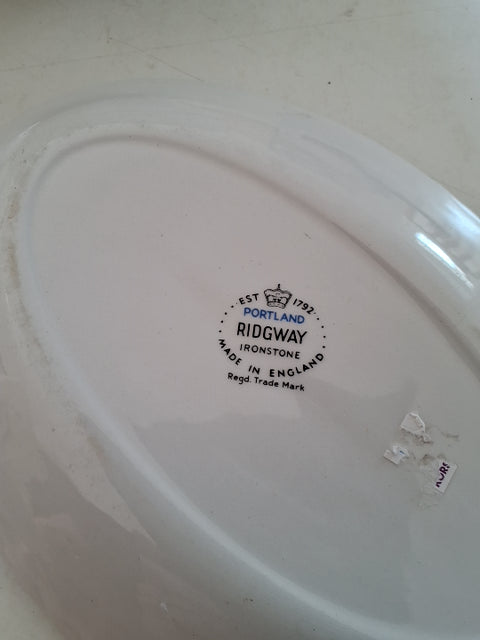 EST 1792
PORTLAND
RIDGWAY
IRONSTONE
MADE IN ENGLAND
Regd. Trade Mark